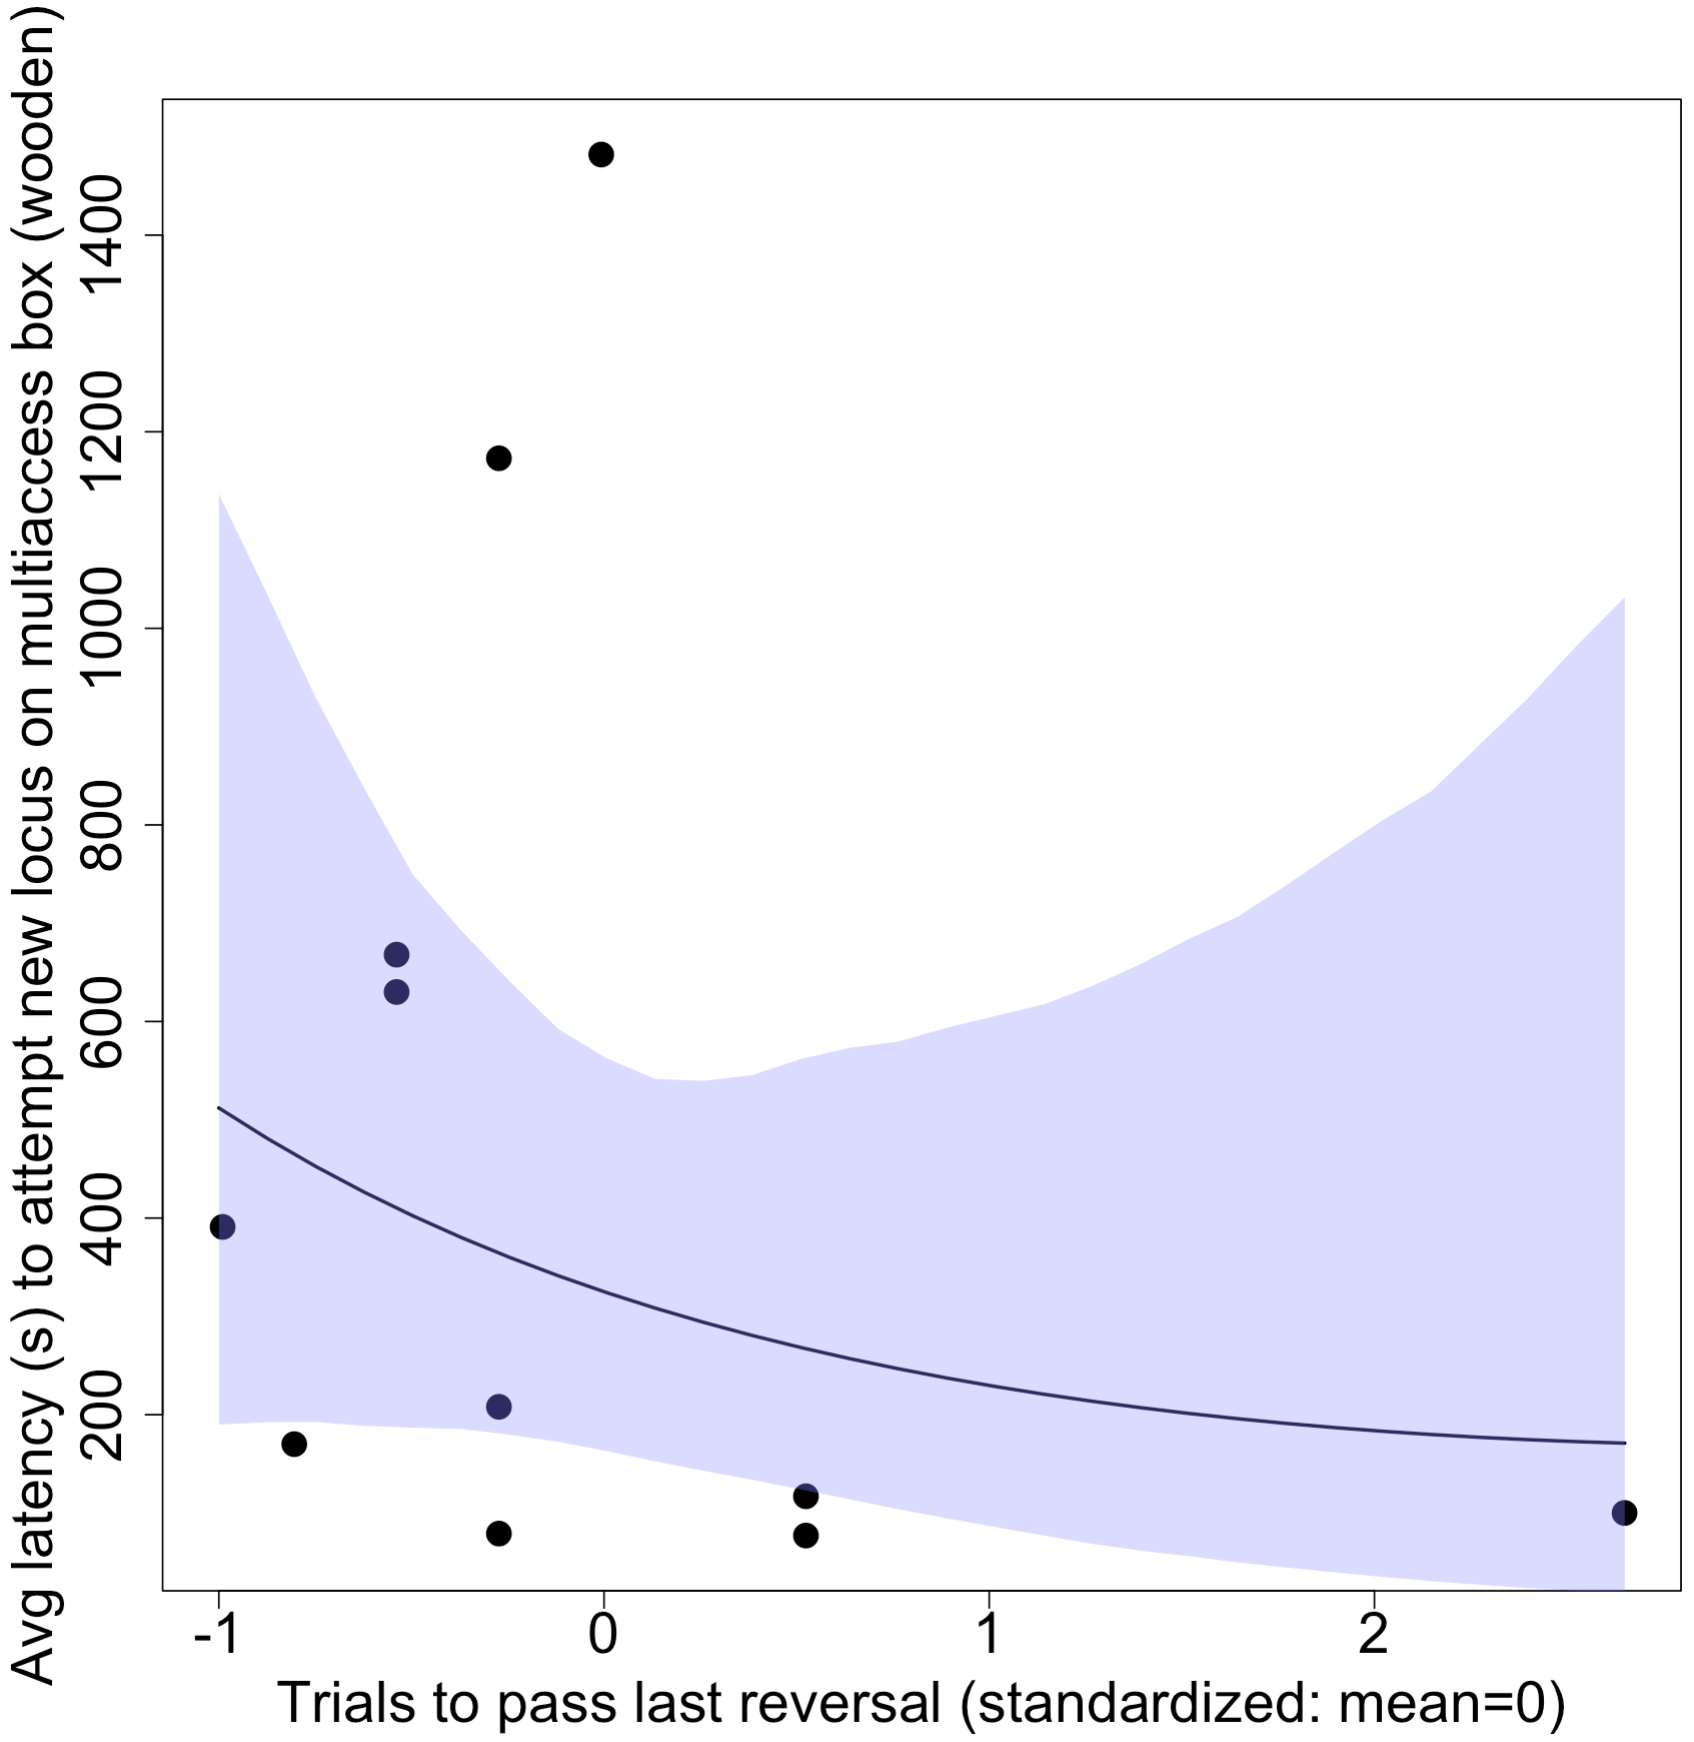 Avg latency (s) to attempt new locus on multiaccess box (wooden)
1400
1200
1000
800
600
400
200
-1 0 1 2
Trials to pass last reversal (standardized: mean=0)